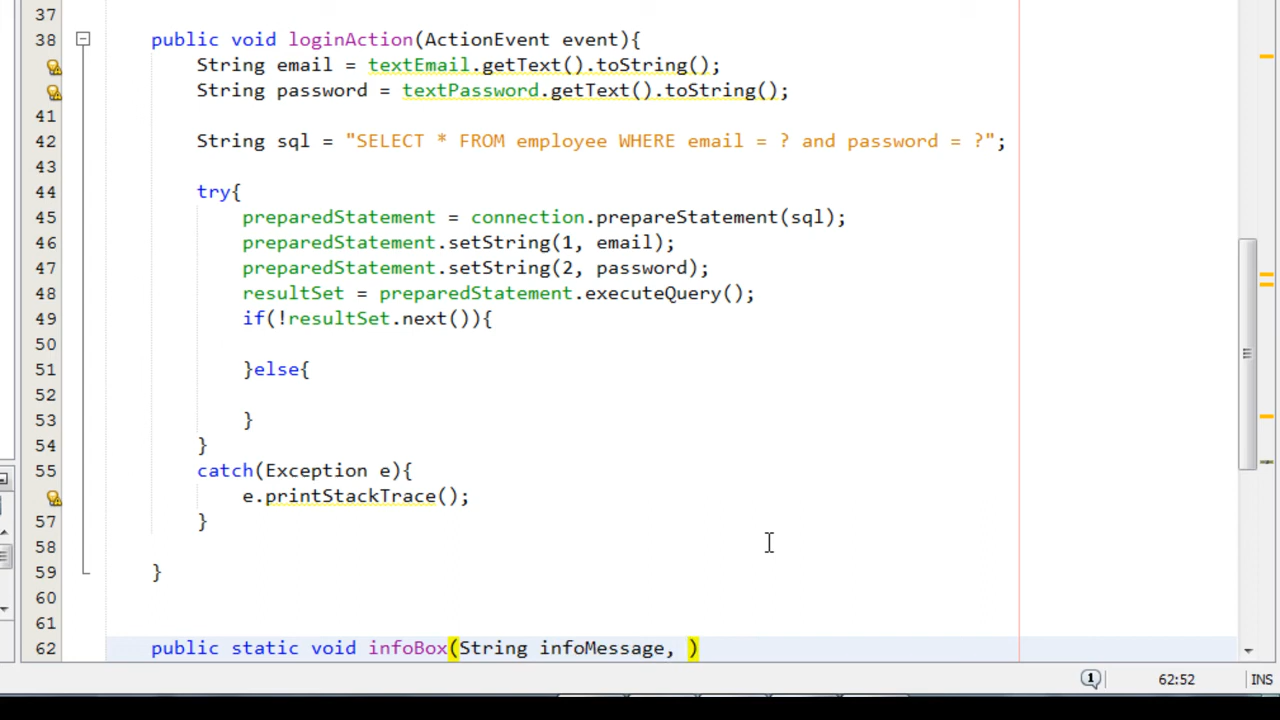 37
38 public void loginAction(ActionEvent event){
String email = textEmail.getText().toString();
String password = textPassword.getText().toString();
41
42 String sql = "SELECT * FROM employee WHERE email = ? and password = ?";
43
44 try{
45 preparedStatement = connection.prepareStatement(sql);
46 preparedStatement.setString(1, email);
47 preparedStatement.setString(2, password);
48 resultSet = preparedStatement.executeQuery();
49 if(!resultSet.next()){
50
51 }else{
52
53 }
54 }
55 catch(Exception e){
e.printStackTrace();
57 }
58
59 }
60
61
62 public static void infoBox(String infoMessage, )
1 62:52 INS